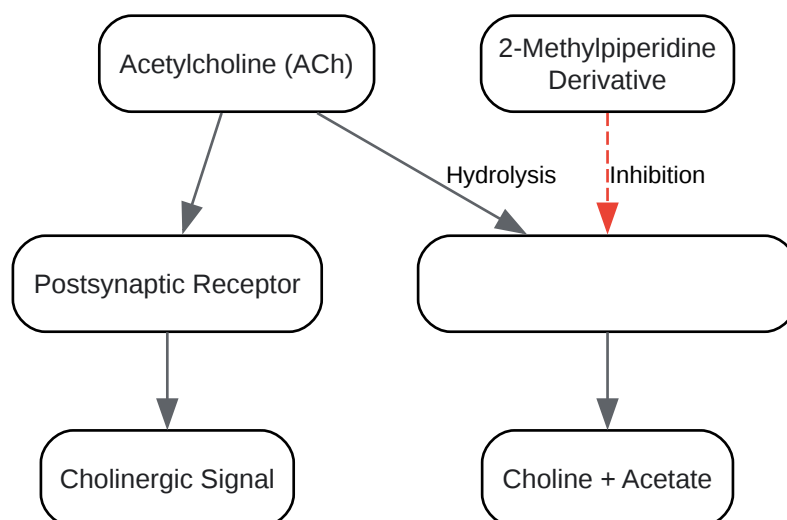 Acetylcholine (ACh)
2-Methylpiperidine
Derivative
Hydrolysis
Inhibition
Postsynaptic Receptor
Cholinergic Signal
Choline + Acetate